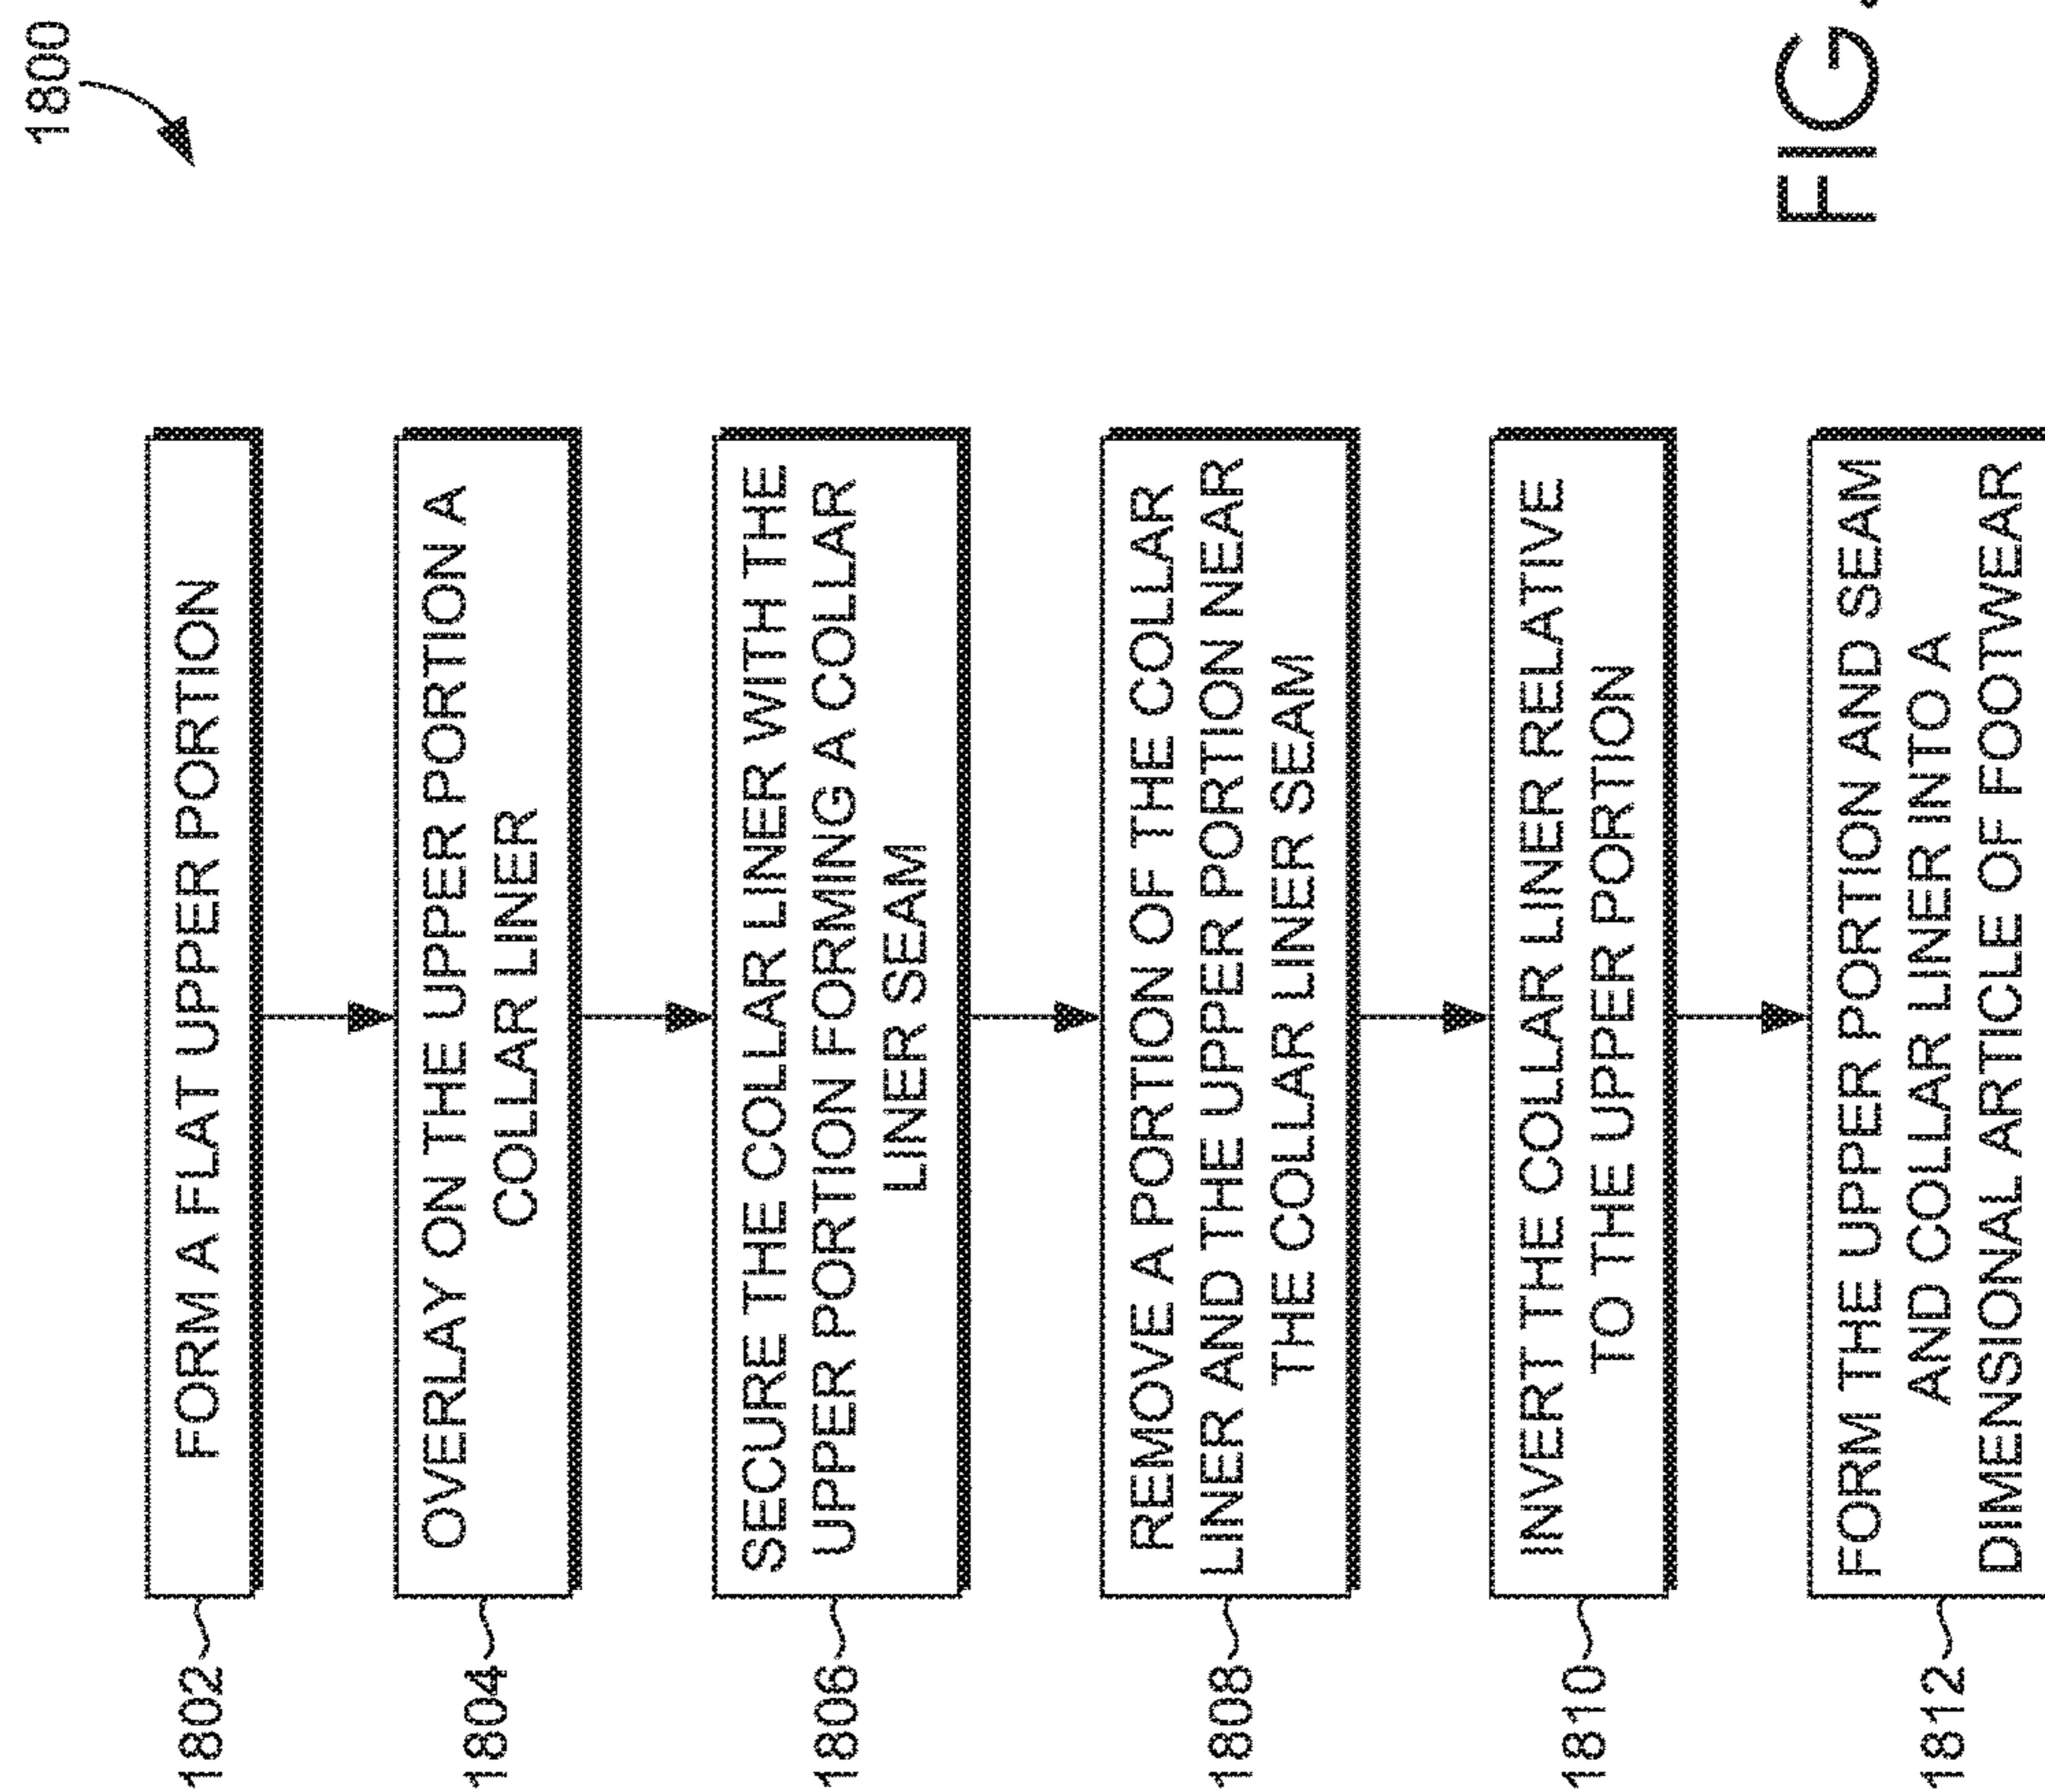 1800
1802
FORM A FLAT UPPER PORTION
1804
OVERLAY ON THE UPPER PORTION A
COLLAR LINER
1806
SECURE THE COLLAR LINER WITH THE
UPPER PORTION FORMING A COLLAR
LINER SEAM
1808
REMOVE A PORTION OF THE COLLAR
LINER AND THE UPPER PORTION NEAR
THE COLLAR LINER SEAM
1810
INVERT THE COLLAR LINER RELATIVE
TO THE UPPER PORTION
1812
FORM THE UPPER PORTION AND SEAM
AND COLLAR LINER INTO A
DIMENSIONAL ARTICLE OF FOOTWEAR
FIG.